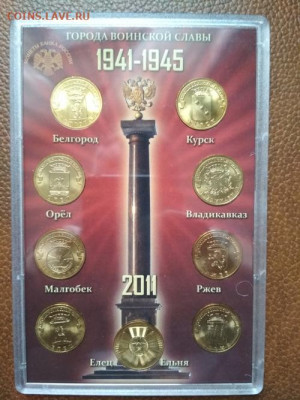 COINS.LAVE.RU
ГОРОДА ВОИНСКОЙ СЛАВЫ
1941-1945
Белгород Курск
Орёл Владикавказ
Малгобек Ржев
2011
Елец Ельня